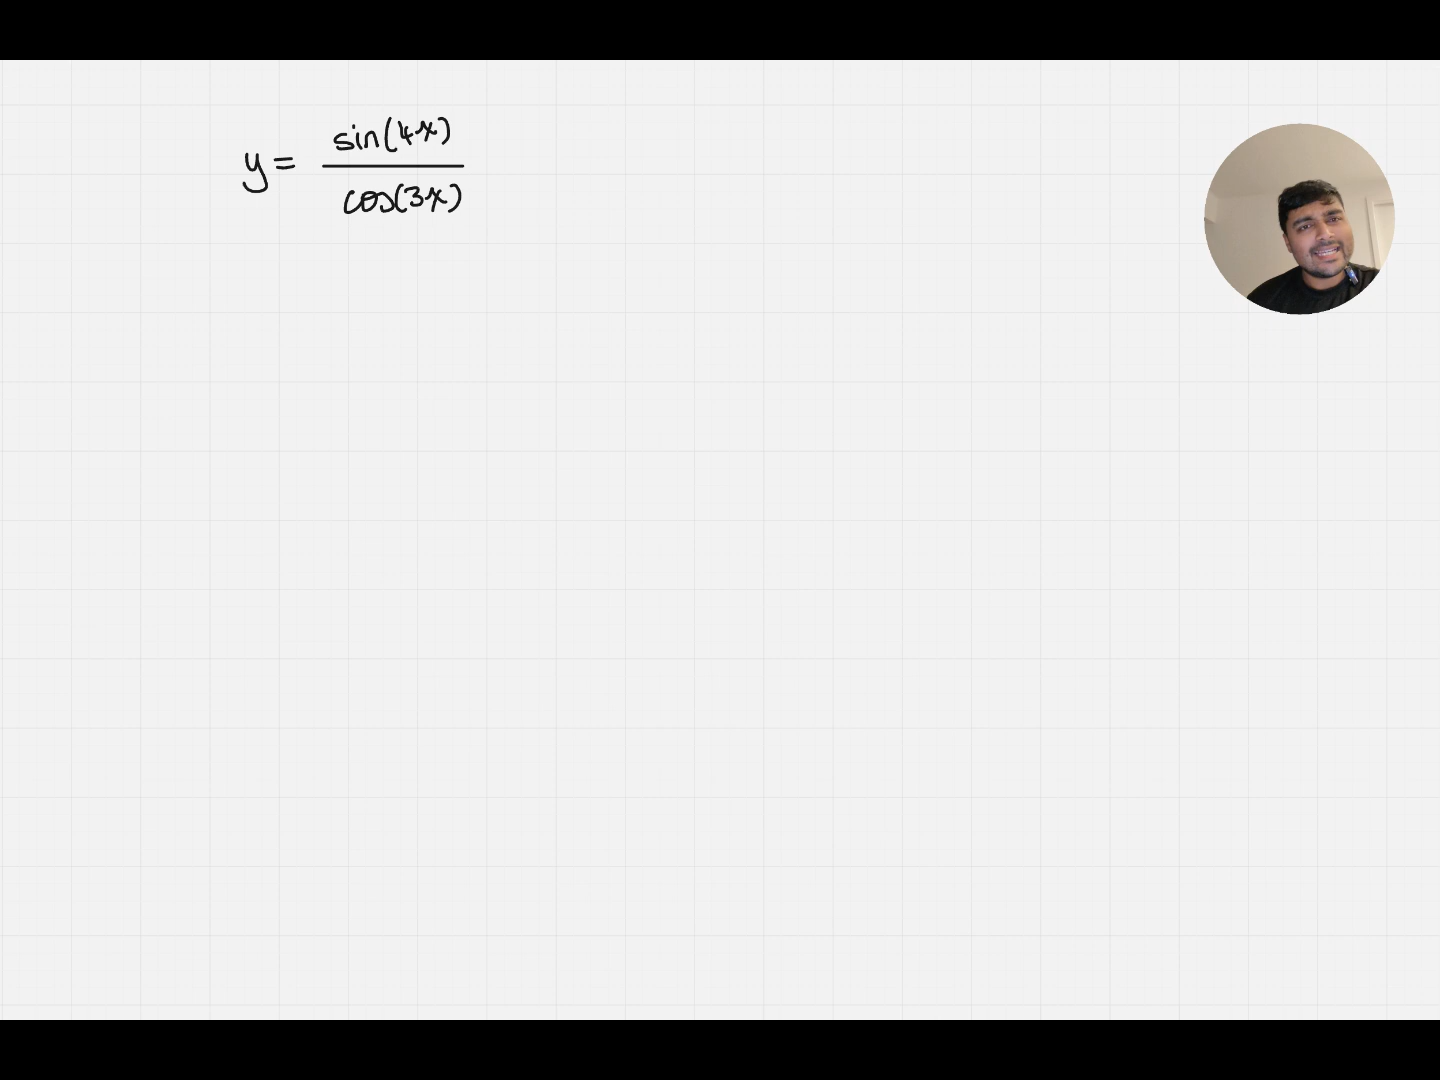 y = sin(4x) / cos(3x)